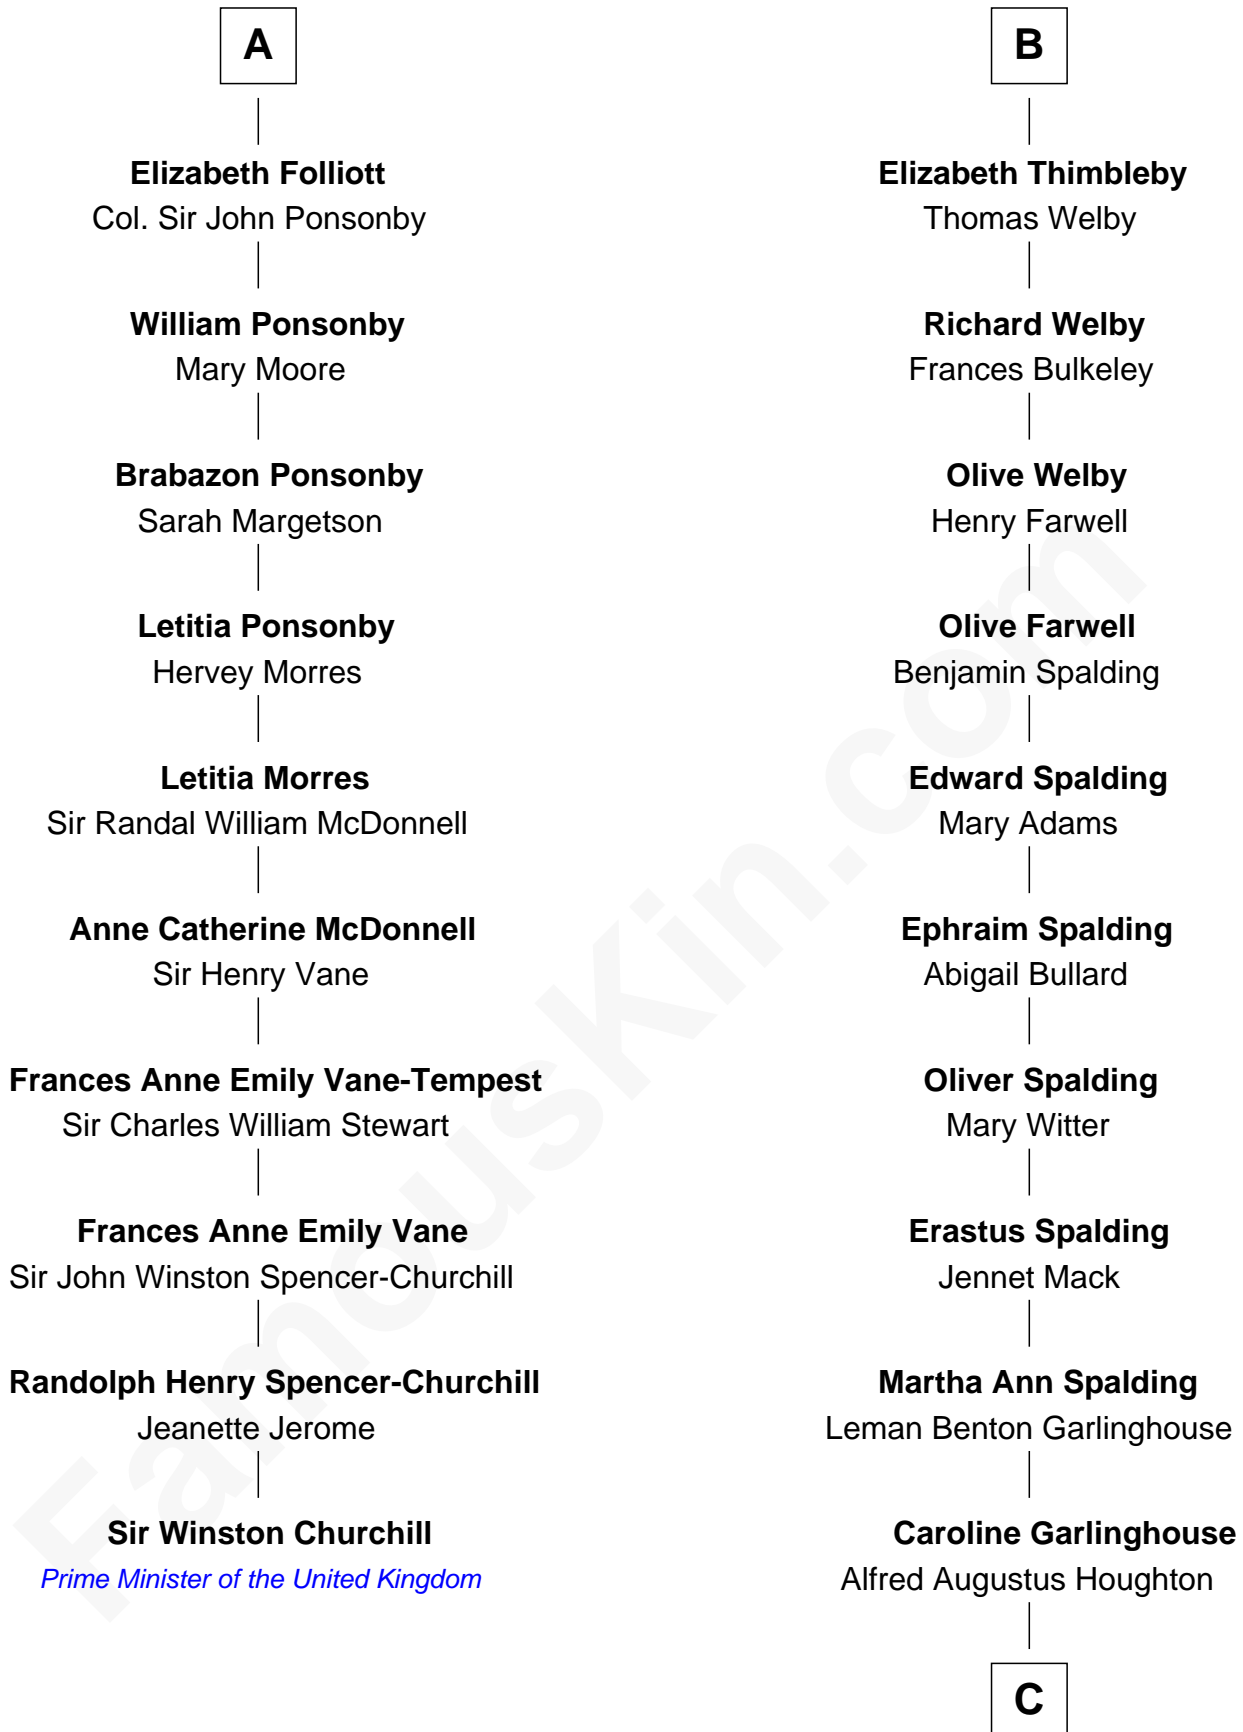 A
Elizabeth Folliott
Col. Sir John Ponsonby
William Ponsonby
Mary Moore
Brabazon Ponsonby
Sarah Margetson
Letitia Ponsonby
Hervey Morres
Letitia Morres
Sir Randal William McDonnell
Anne Catherine McDonnell
Sir Henry Vane
Frances Anne Emily Vane-Tempest
Sir Charles William Stewart
Frances Anne Emily Vane
Sir John Winston Spencer-Churchill
Randolph Henry Spencer-Churchill
Jeanette Jerome
Sir Winston Churchill
Prime Minister of the United Kingdom
B
Elizabeth Thimbleby
Thomas Welby
Richard Welby
Frances Bulkeley
Olive Welby
Henry Farwell
Olive Farwell
Benjamin Spalding
Edward Spalding
Mary Adams
Ephraim Spalding
Abigail Bullard
Oliver Spalding
Mary Witter
Erastus Spalding
Jennet Mack
Martha Ann Spalding
Leman Benton Garlinghouse
Caroline Garlinghouse
Alfred Augustus Houghton
C
FamousKin.com